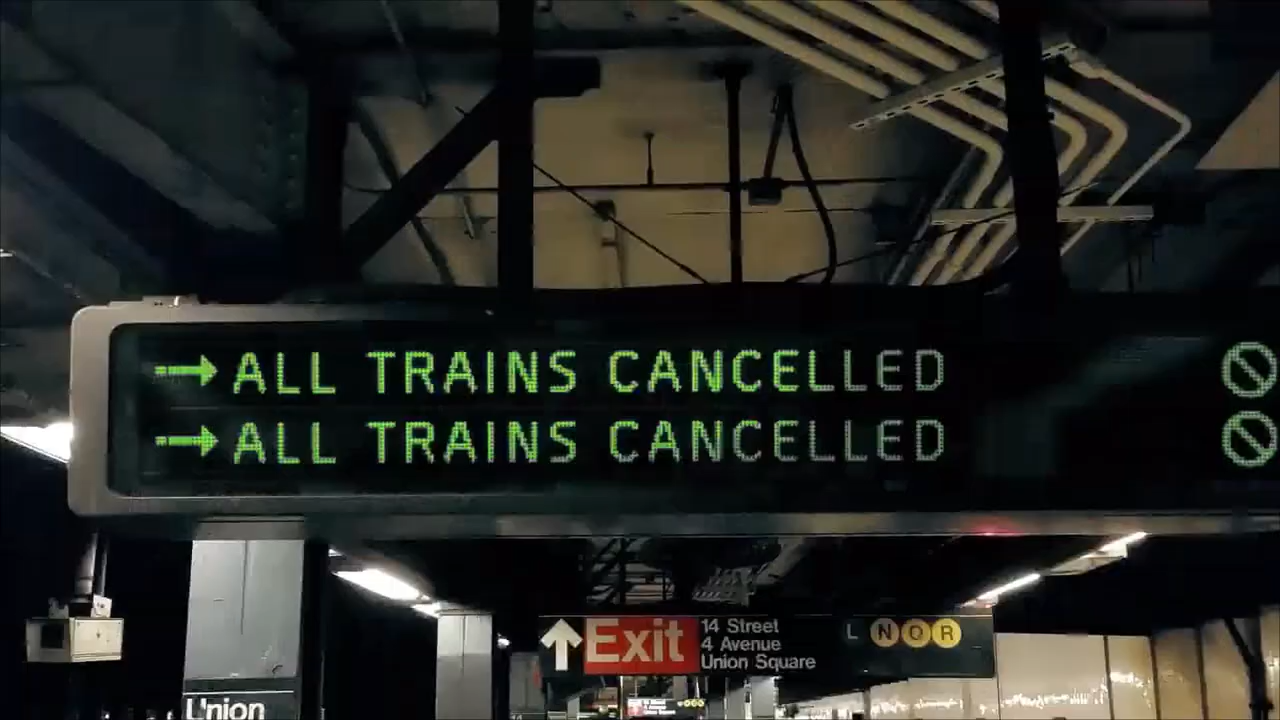 → ALL TRAINS CANCELLED
→ ALL TRAINS CANCELLED
↑ Exit
14 Street
4 Avenue
Union Square
L N Q R
Union